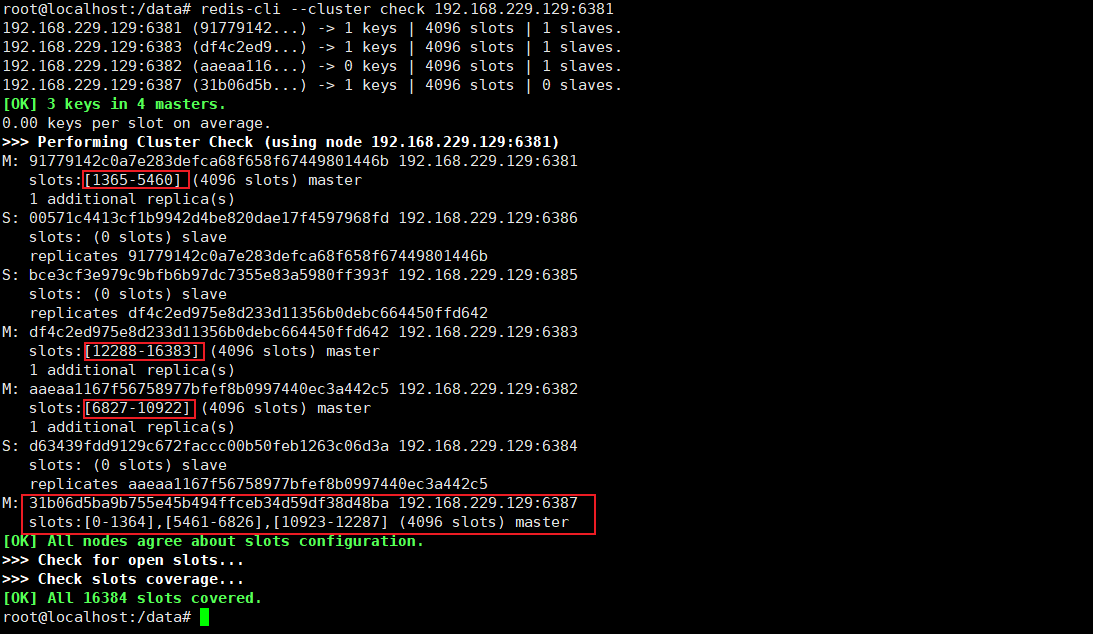 root@localhost:/data# redis-cli --cluster check 192.168.229.129:6381
192.168.229.129:6381 (91779142...) -> 1 keys | 4096 slots | 1 slaves.
192.168.229.129:6383 (df4c2ed9...) -> 1 keys | 4096 slots | 1 slaves.
192.168.229.129:6382 (aaeaa116...) -> 0 keys | 4096 slots | 1 slaves.
192.168.229.129:6387 (31b06d5b...) -> 1 keys | 4096 slots | 0 slaves.
[OK] 3 keys in 4 masters.
0.00 keys per slot on average.
>>> Performing Cluster Check (using node 192.168.229.129:6381)
M: 91779142c0a7e283defca68f658f67449801446b 192.168.229.129:6381
slots:[1365-5460] (4096 slots) master
1 additional replica(s)
S: 00571c4413cf1b9942d4be820dae17f4597968fd 192.168.229.129:6386
slots: (0 slots) slave
replicates 91779142c0a7e283defca68f658f67449801446b
S: bce3cf3e979c9bfb6b97dc7355e83a5980ff393f 192.168.229.129:6385
slots: (0 slots) slave
replicates df4c2ed975e8d233d11356b0debc664450ffd642
M: df4c2ed975e8d233d11356b0debc664450ffd642 192.168.229.129:6383
slots:[12288-16383] (4096 slots) master
1 additional replica(s)
M: aaeaa1167f56758977bfef8b0997440ec3a442c5 192.168.229.129:6382
slots:[6827-10922] (4096 slots) master
1 additional replica(s)
S: d63439fdd9129c672faccc00b50feb1263c06d3a 192.168.229.129:6384
slots: (0 slots) slave
replicates aaeaa1167f56758977bfef8b0997440ec3a442c5
M: 31b06d5ba9b755e45b494ffceb34d59df38d48ba 192.168.229.129:6387
slots:[0-1364],[5461-6826],[10923-12287] (4096 slots) master
[OK] All nodes agree about slots configuration.
>>> Check for open slots...
>>> Check slots coverage...
[OK] All 16384 slots covered.
root@localhost:/data#